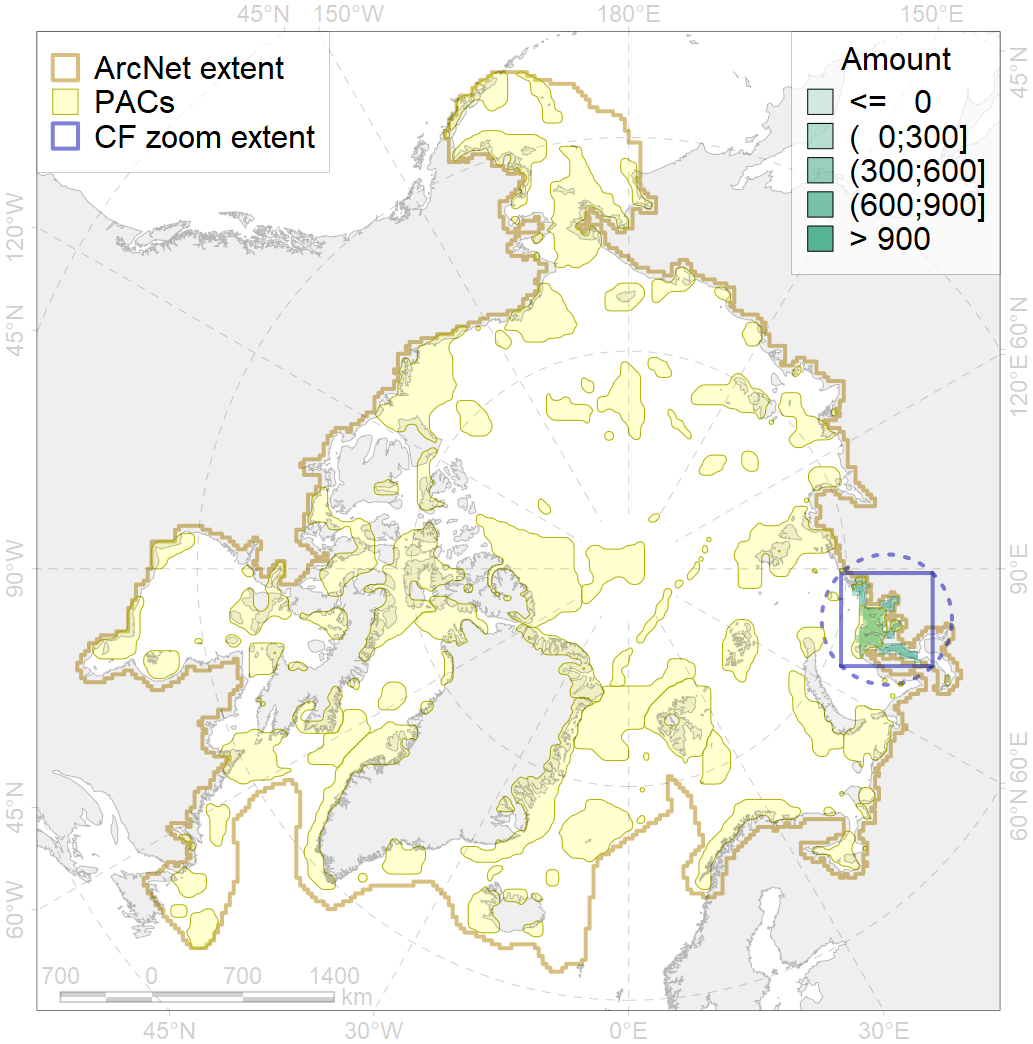 45°N 150°W 180°E 150°E
ArcNet extent
PACs
CF zoom extent
Amount
<= 0
( 0;300]
(300;600]
(600;900]
> 900
45°N
120°W
60°N
45°N
120°E
90°W
90°E
60°E
45°N
60°N
60°W
700 0 700 1400
km
45°N 30°W 0°E 30°E